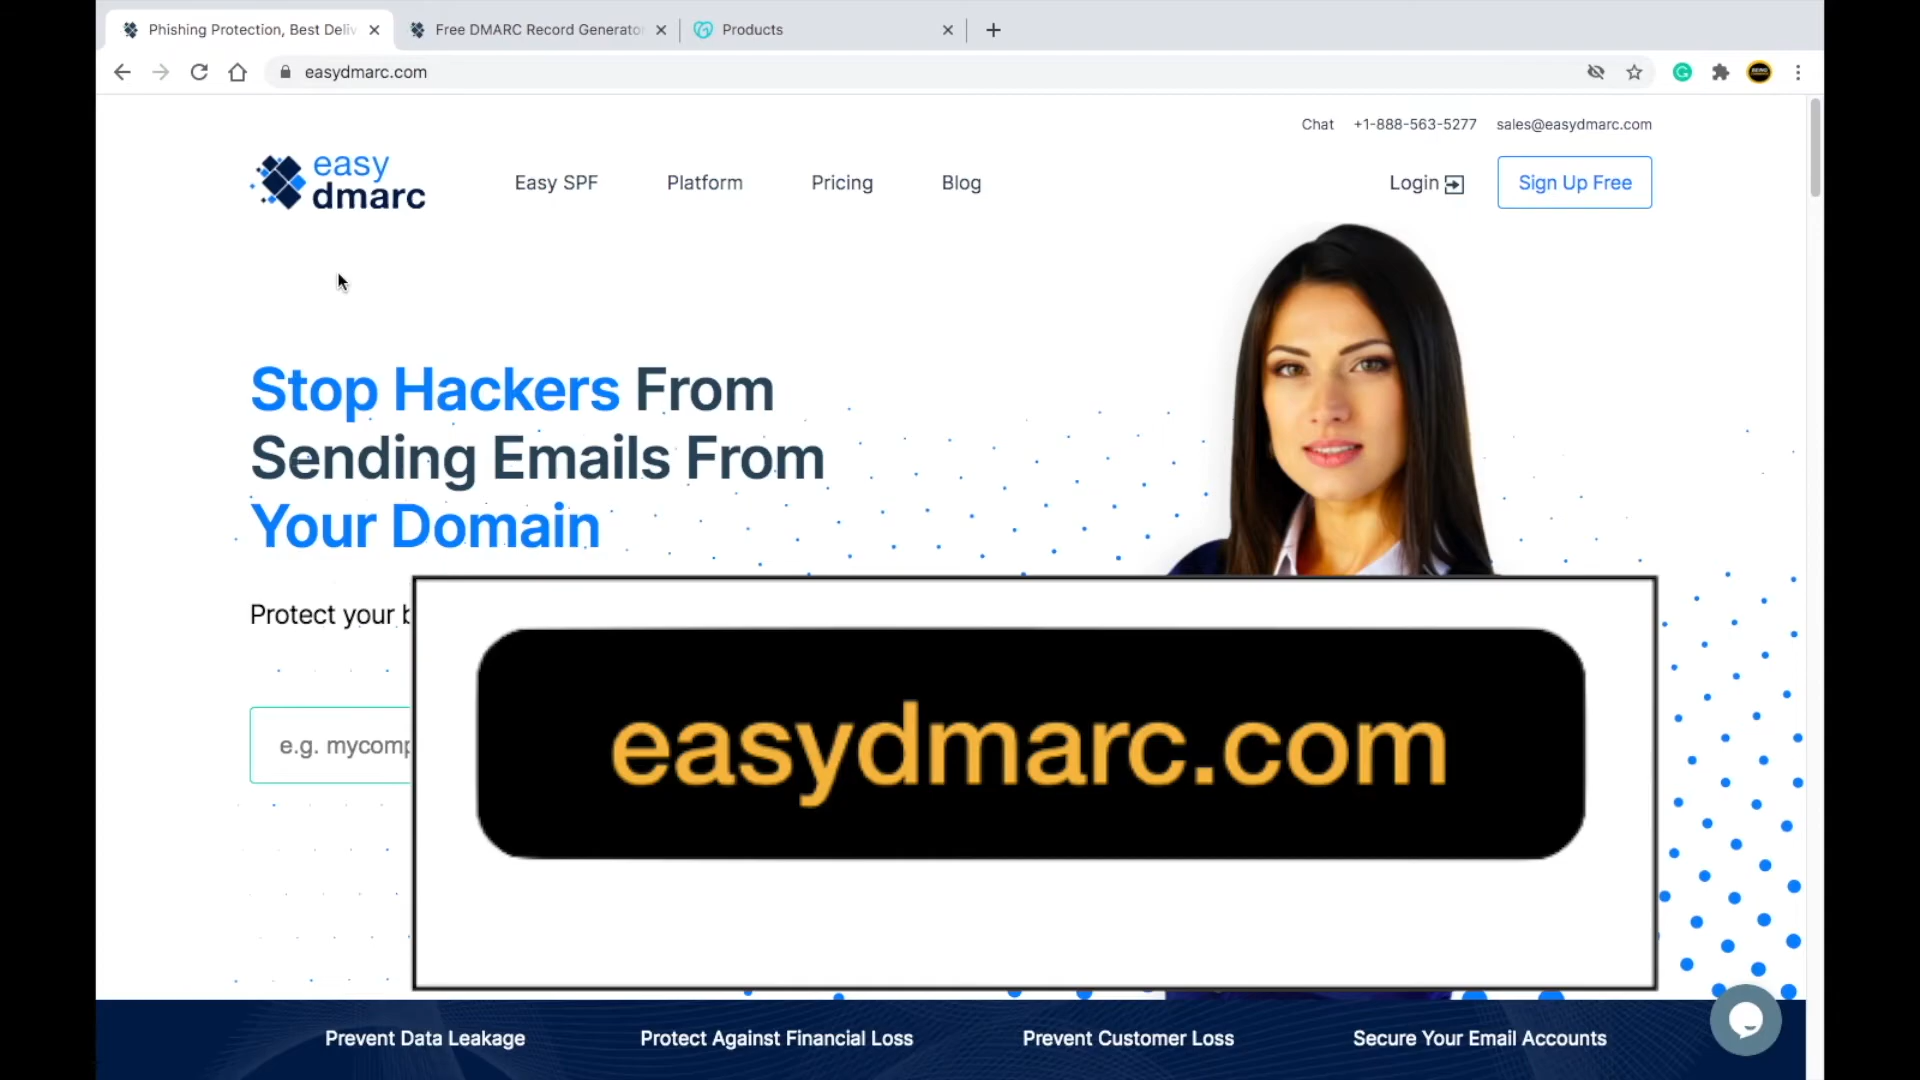 Phishing Protection, Best Deliv
Free DMARC Record Generato
Products
easydmarc.com
Chat +1-888-563-5277 sales@easydmarc.com
easy
dmarc
Easy SPF Platform Pricing Blog Login Sign Up Free
Stop Hackers From
Sending Emails From
Your Domain
Protect your b
e.g. mycomp
easydmarc.com
Prevent Data Leakage Protect Against Financial Loss Prevent Customer Loss Secure Your Email Accounts